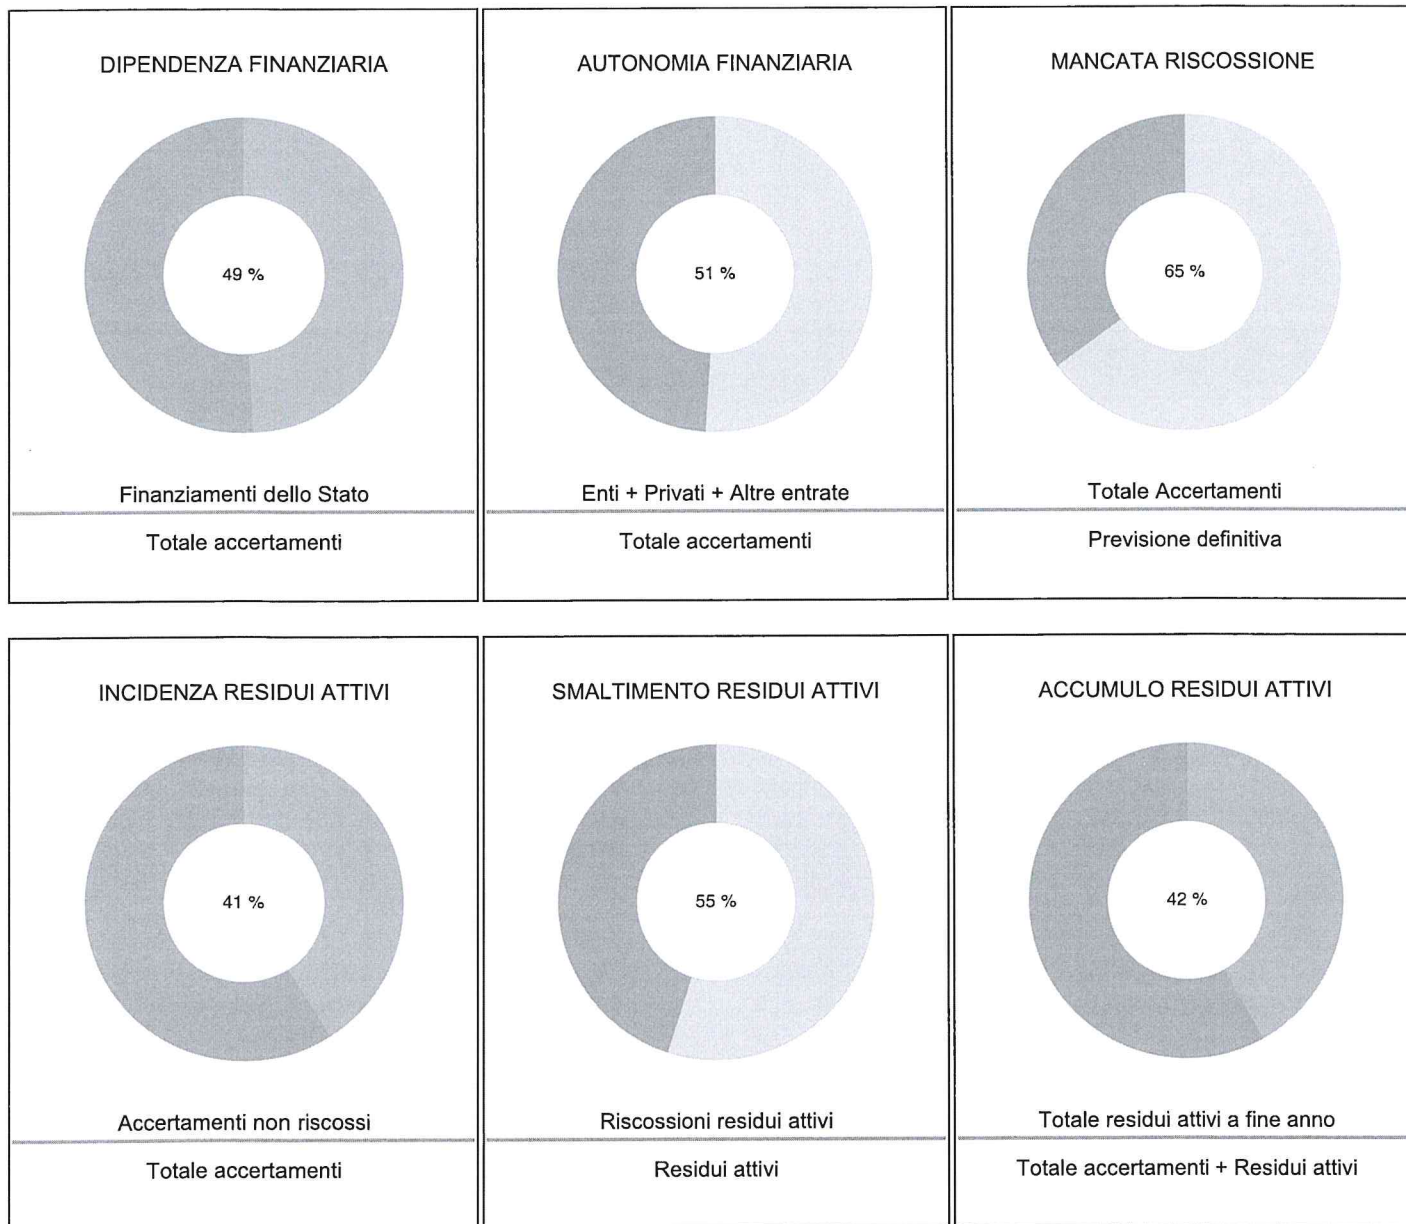 DIPENDENZA FINANZIARIA
49 %
Finanziamenti dello Stato
Totale accertamenti
AUTONOMIA FINANZIARIA
51 %
Enti + Privati + Altre entrate
Totale accertamenti
MANCATA RISCOSSIONE
65 %
Totale Accertamenti
Previsione definitiva
INCIDENZA RESIDUI ATTIVI
41 %
Accertamenti non riscossi
Totale accertamenti
SMALTIMENTO RESIDUI ATTIVI
55 %
Riscossioni residui attivi
Residui attivi
ACCUMULO RESIDUI ATTIVI
42 %
Totale residui attivi a fine anno
Totale accertamenti + Residui attivi